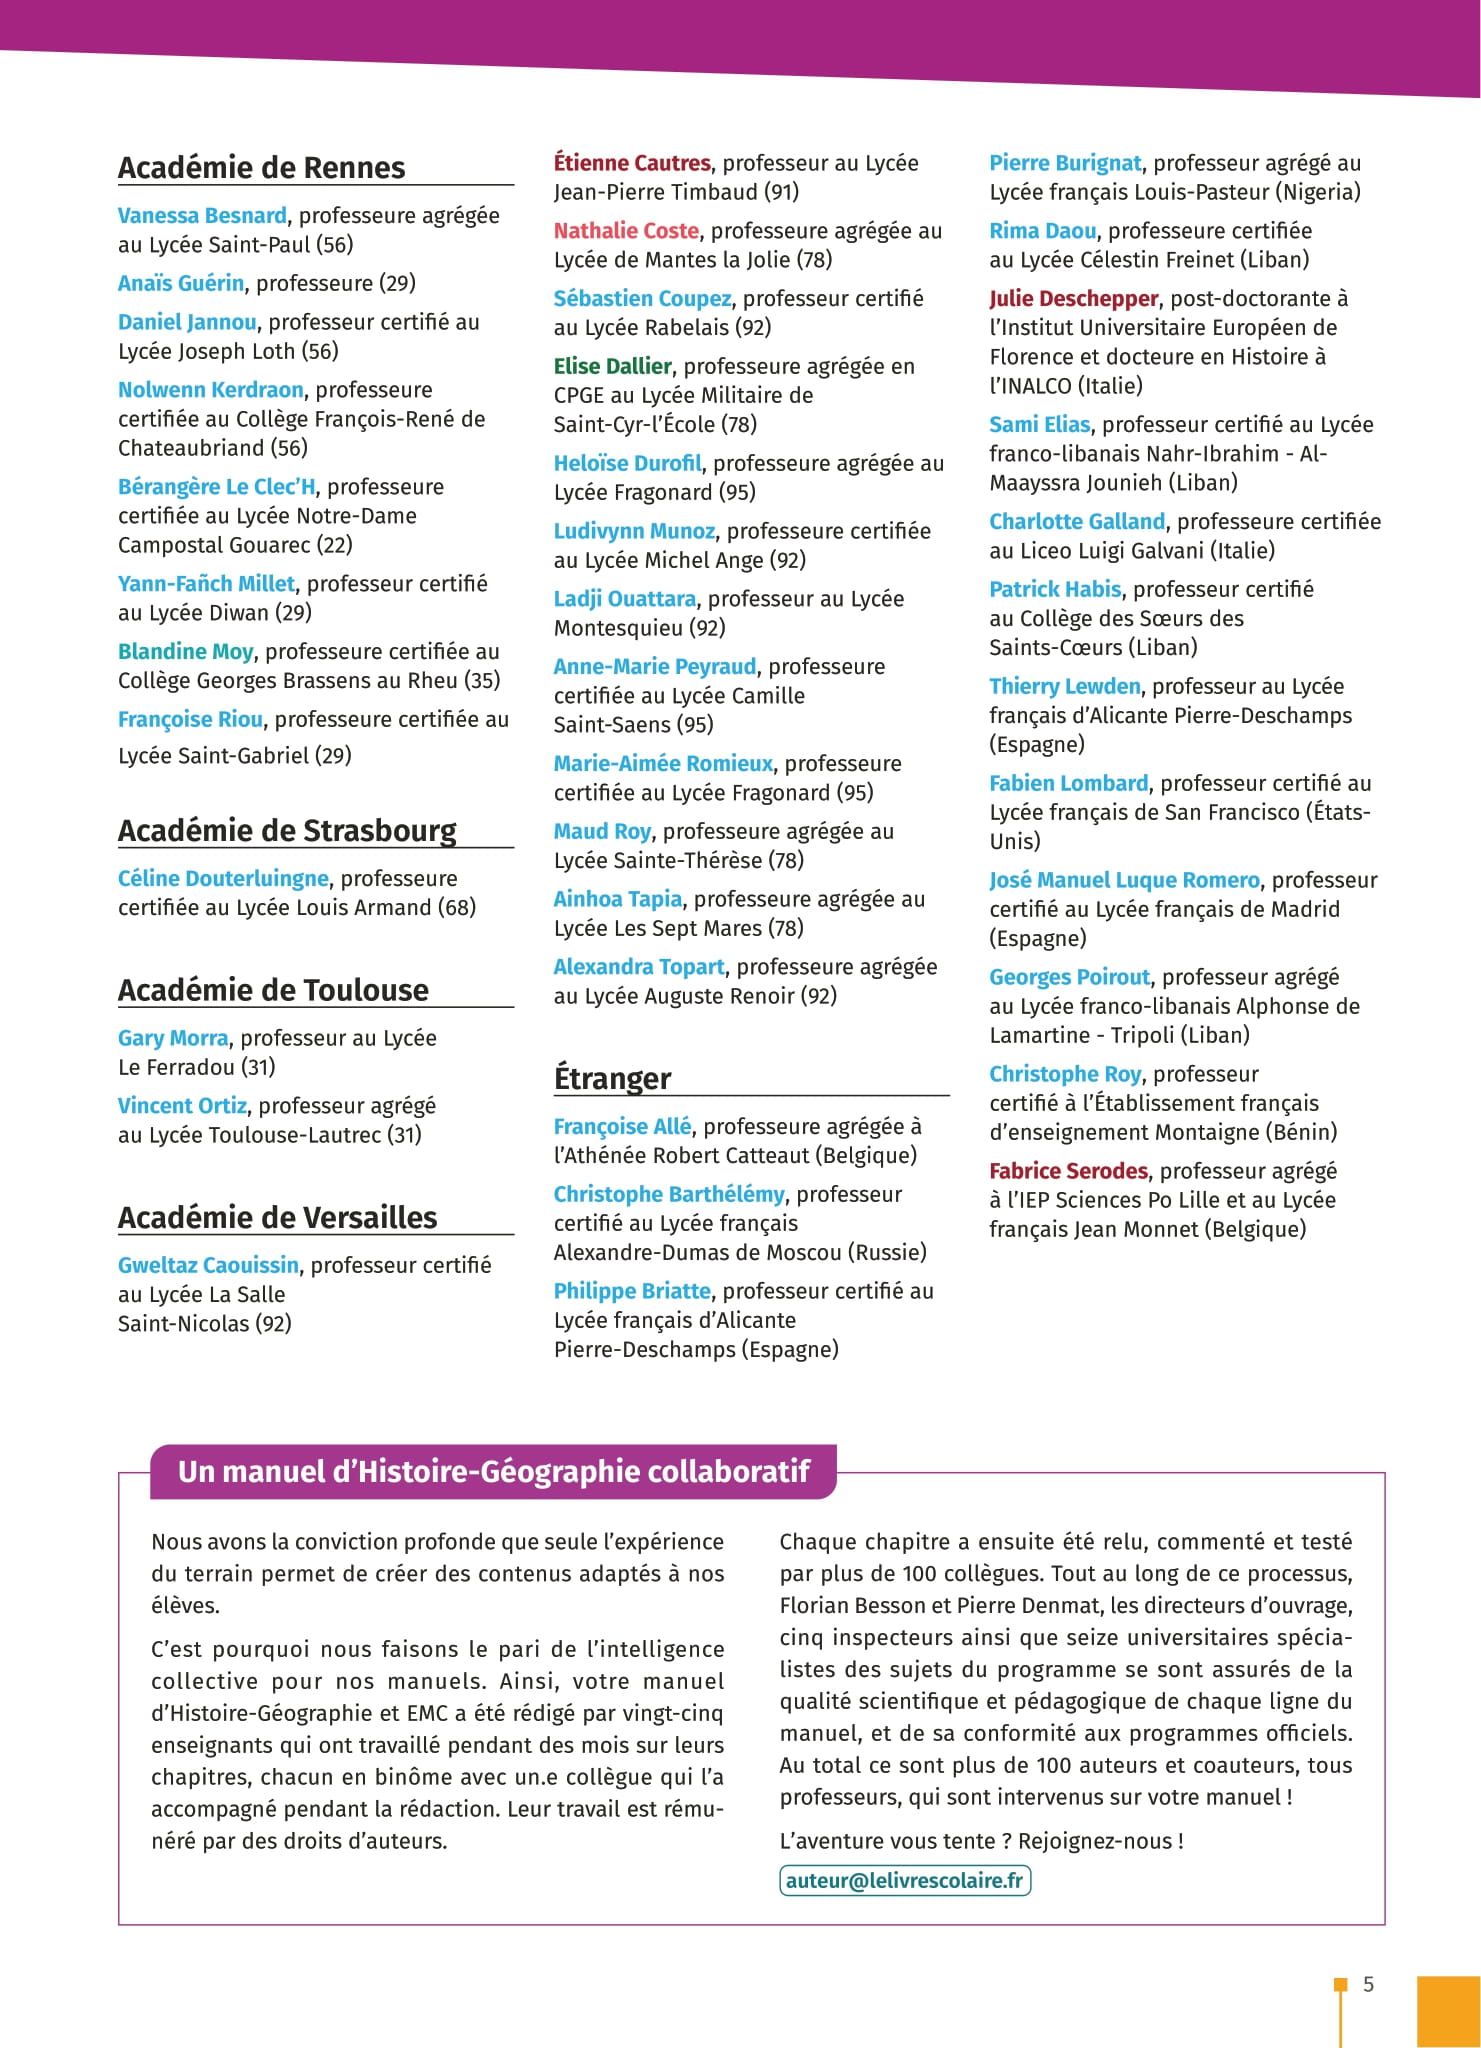 Académie de Rennes
Vanessa Besnard, professeure agrégée
au Lycée Saint-Paul (56)
Anaïs Guérin, professeure (29)
Daniel Jannou, professeur certifié au
Lycée Joseph Loth (56)
Nolwenn Kerdraon, professeure
certifiée au Collège François-René de
Chateaubriand (56)
Bérangère Le Clec’H, professeure
certifiée au Lycée Notre-Dame
Campostal Gouarec (22)
Yann-Fañch Millet, professeur certifié
au Lycée Diwan (29)
Blandine Moy, professeure certifiée au
Collège Georges Brassens au Rheu (35)
Françoise Riou, professeure certifiée au
Lycée Saint-Gabriel (29)
Académie de Strasbourg
Céline Douterluingne, professeure
certifiée au Lycée Louis Armand (68)
Académie de Toulouse
Gary Morra, professeur au Lycée
Le Ferradou (31)
Vincent Ortiz, professeur agrégé
au Lycée Toulouse-Lautrec (31)
Académie de Versailles
Gweltaz Caouissin, professeur certifié
au Lycée La Salle
Saint-Nicolas (92)
Étienne Cautres, professeur au Lycée
Jean-Pierre Timbaud (91)
Nathalie Coste, professeure agrégée au
Lycée de Mantes la Jolie (78)
Sébastien Coupez, professeur certifié
au Lycée Rabelais (92)
Elise Dallier, professeure agrégée en
CPGE au Lycée Militaire de
Saint-Cyr-l’École (78)
Heloïse Durofil, professeure agrégée au
Lycée Fragonard (95)
Ludivynn Munoz, professeure certifiée
au Lycée Michel Ange (92)
Ladji Ouattara, professeur au Lycée
Montesquieu (92)
Anne-Marie Peyraud, professeure
certifiée au Lycée Camille
Saint-Saens (95)
Marie-Aimée Romieux, professeure
certifiée au Lycée Fragonard (95)
Maud Roy, professeure agrégée au
Lycée Sainte-Thérèse (78)
Ainhoa Tapia, professeure agrégée au
Lycée Les Sept Mares (78)
Alexandra Topart, professeure agrégée
au Lycée Auguste Renoir (92)
Étranger
Françoise Allé, professeure agrégée à
l’Athénée Robert Catteaut (Belgique)
Christophe Barthélémy, professeur
certifié au Lycée français
Alexandre-Dumas de Moscou (Russie)
Philippe Briatte, professeur certifié au
Lycée français d’Alicante
Pierre-Deschamps (Espagne)
Pierre Burignat, professeur agrégé au
Lycée français Louis-Pasteur (Nigeria)
Rima Daou, professeure certifiée
au Lycée Célestin Freinet (Liban)
Julie Deschepper, post-doctorante à
l’Institut Universitaire Européen de
Florence et docteure en Histoire à
l’INALCO (Italie)
Sami Elias, professeur certifié au Lycée
franco-libanais Nahr-Ibrahim - Al-
Maayssra Jounieh (Liban)
Charlotte Galland, professeure certifiée
au Liceo Luigi Galvani (Italie)
Patrick Habis, professeur certifié
au Collège des Sœurs des
Saints-Cœurs (Liban)
Thierry Lewden, professeur au Lycée
français d’Alicante Pierre-Deschamps
(Espagne)
Fabien Lombard, professeur certifié au
Lycée français de San Francisco (États-
Unis)
José Manuel Luque Romero, professeur
certifié au Lycée français de Madrid
(Espagne)
Georges Poirout, professeur agrégé
au Lycée franco-libanais Alphonse de
Lamartine - Tripoli (Liban)
Christophe Roy, professeur
certifié à l’Établissement français
d’enseignement Montaigne (Bénin)
Fabrice Serodes, professeur agrégé
à l’IEP Sciences Po Lille et au Lycée
français Jean Monnet (Belgique)
Un manuel d’Histoire-Géographie collaboratif
Nous avons la conviction profonde que seule l’expérience
du terrain permet de créer des contenus adaptés à nos
élèves.
C’est pourquoi nous faisons le pari de l’intelligence
collective pour nos manuels. Ainsi, votre manuel
d’Histoire-Géographie et EMC a été rédigé par vingt-cinq
enseignants qui ont travaillé pendant des mois sur leurs
chapitres, chacun en binôme avec un.e collègue qui l’a
accompagné pendant la rédaction. Leur travail est rému-
néré par des droits d’auteurs.
Chaque chapitre a ensuite été relu, commenté et testé
par plus de 100 collègues. Tout au long de ce processus,
Florian Besson et Pierre Denmat, les directeurs d’ouvrage,
cinq inspecteurs ainsi que seize universitaires spécia-
listes des sujets du programme se sont assurés de la
qualité scientifique et pédagogique de chaque ligne du
manuel, et de sa conformité aux programmes officiels.
Au total ce sont plus de 100 auteurs et coauteurs, tous
professeurs, qui sont intervenus sur votre manuel !
L’aventure vous tente ? Rejoignez-nous !
auteur@lelivrescolaire.fr
5